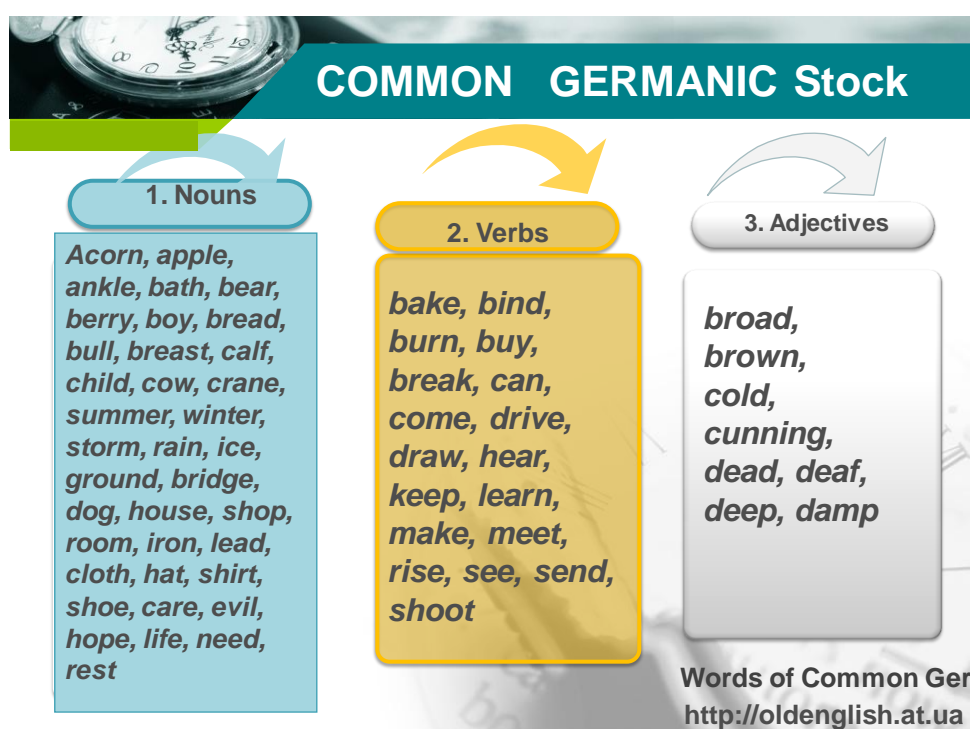 COMMON GERMANIC Stock
1. Nouns
Acorn, apple,
ankle, bath, bear,
berry, boy, bread,
bull, breast, calf,
child, cow, crane,
summer, winter,
storm, rain, ice,
ground, bridge,
dog, house, shop,
room, iron, lead,
cloth, hat, shirt,
shoe, care, evil,
hope, life, need,
rest
2. Verbs
bake, bind,
burn, buy,
break, can,
come, drive,
draw, hear,
keep, learn,
make, meet,
rise, see, send,
shoot
3. Adjectives
broad,
brown,
cold,
cunning,
dead, deaf,
deep, damp
Words of Common Ger
http://oldenglish.at.ua